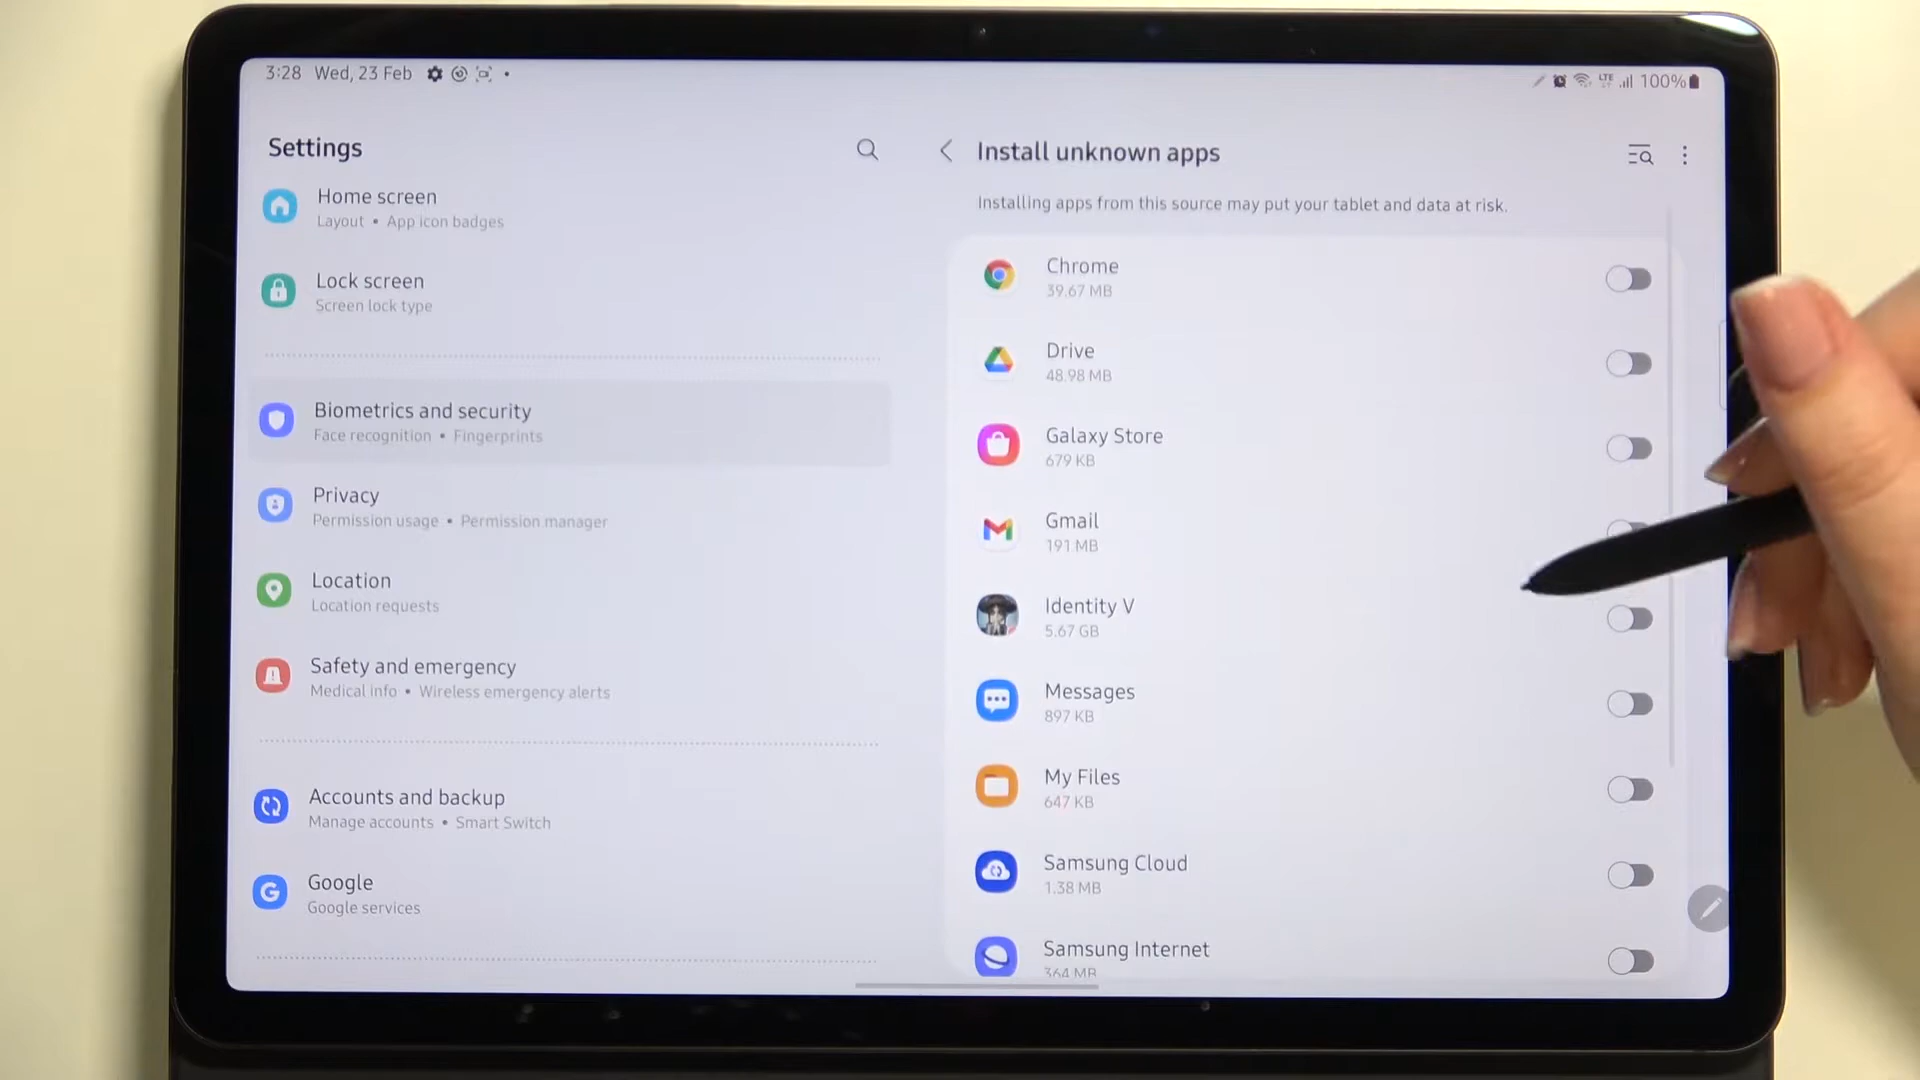 3:28 Wed, 23 Feb
LTE 100%
Settings
Home screen
Layout • App icon badges
Lock screen
Screen lock type
Biometrics and security
Face recognition • Fingerprints
Privacy
Permission usage • Permission manager
Location
Location requests
Safety and emergency
Medical info • Wireless emergency alerts
Accounts and backup
Manage accounts • Smart Switch
Google
Google services
Install unknown apps
Installing apps from this source may put your tablet and data at risk.
Chrome
39.67 MB
Drive
48.98 MB
Galaxy Store
679 KB
Gmail
191 MB
Identity V
5.67 GB
Messages
897 KB
My Files
647 KB
Samsung Cloud
1.38 MB
Samsung Internet
364 MB